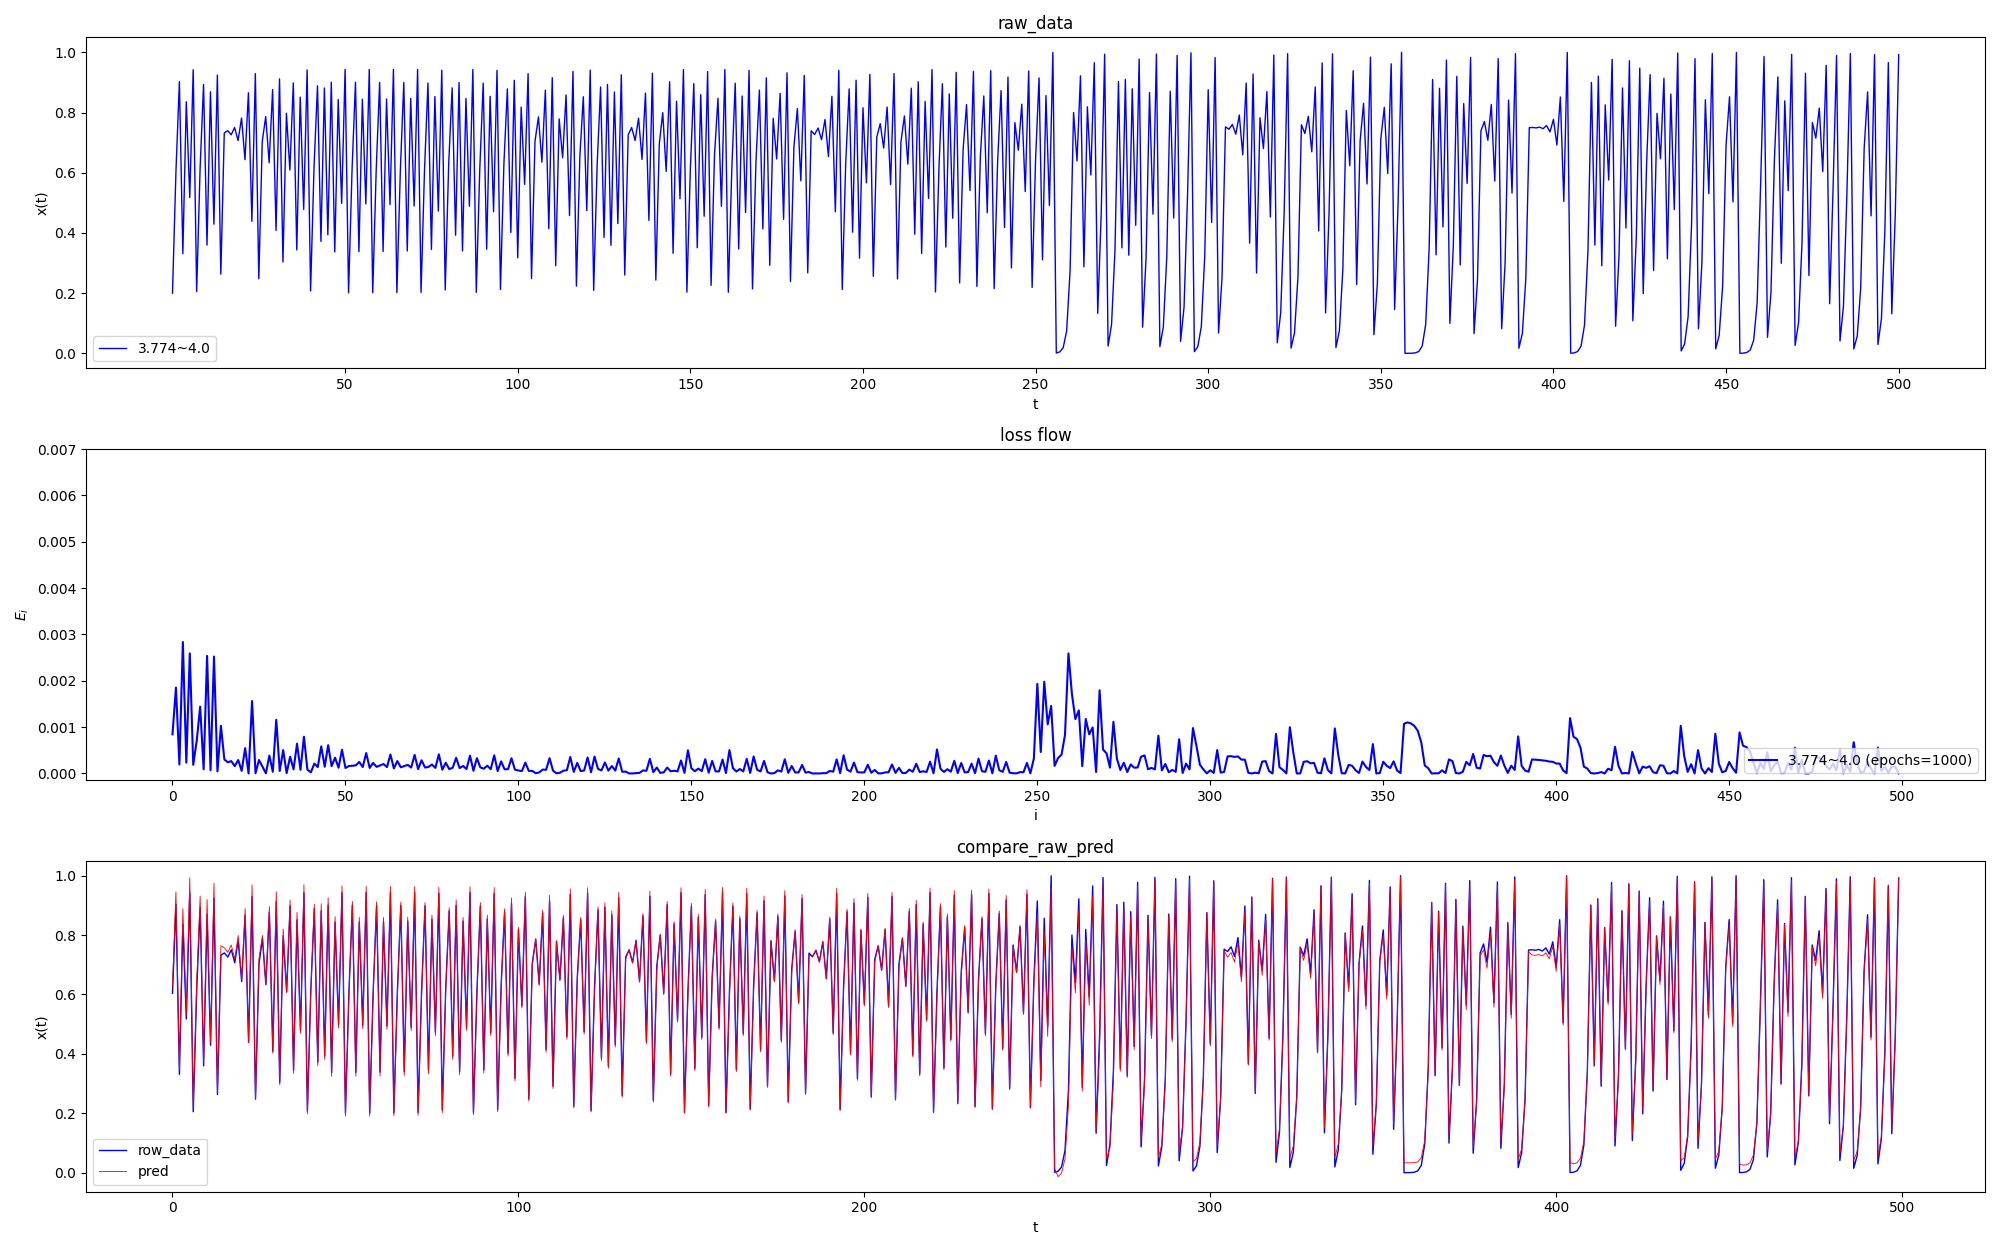 raw_data
1.0
0.8
0.6
0.4
0.2
0.0
x(t)
3.774~4.0
50 100 150 200 250 300 350 400 450 500
t
loss flow
0.007
0.006
0.005
0.004
0.003
0.002
0.001
0.000
E_i
3.774~4.0 (epochs=1000)
0 50 100 150 200 250 300 350 400 450 500
i
compare_raw_pred
1.0
0.8
0.6
0.4
0.2
0.0
x(t)
row_data
pred
0 100 200 300 400 500
t